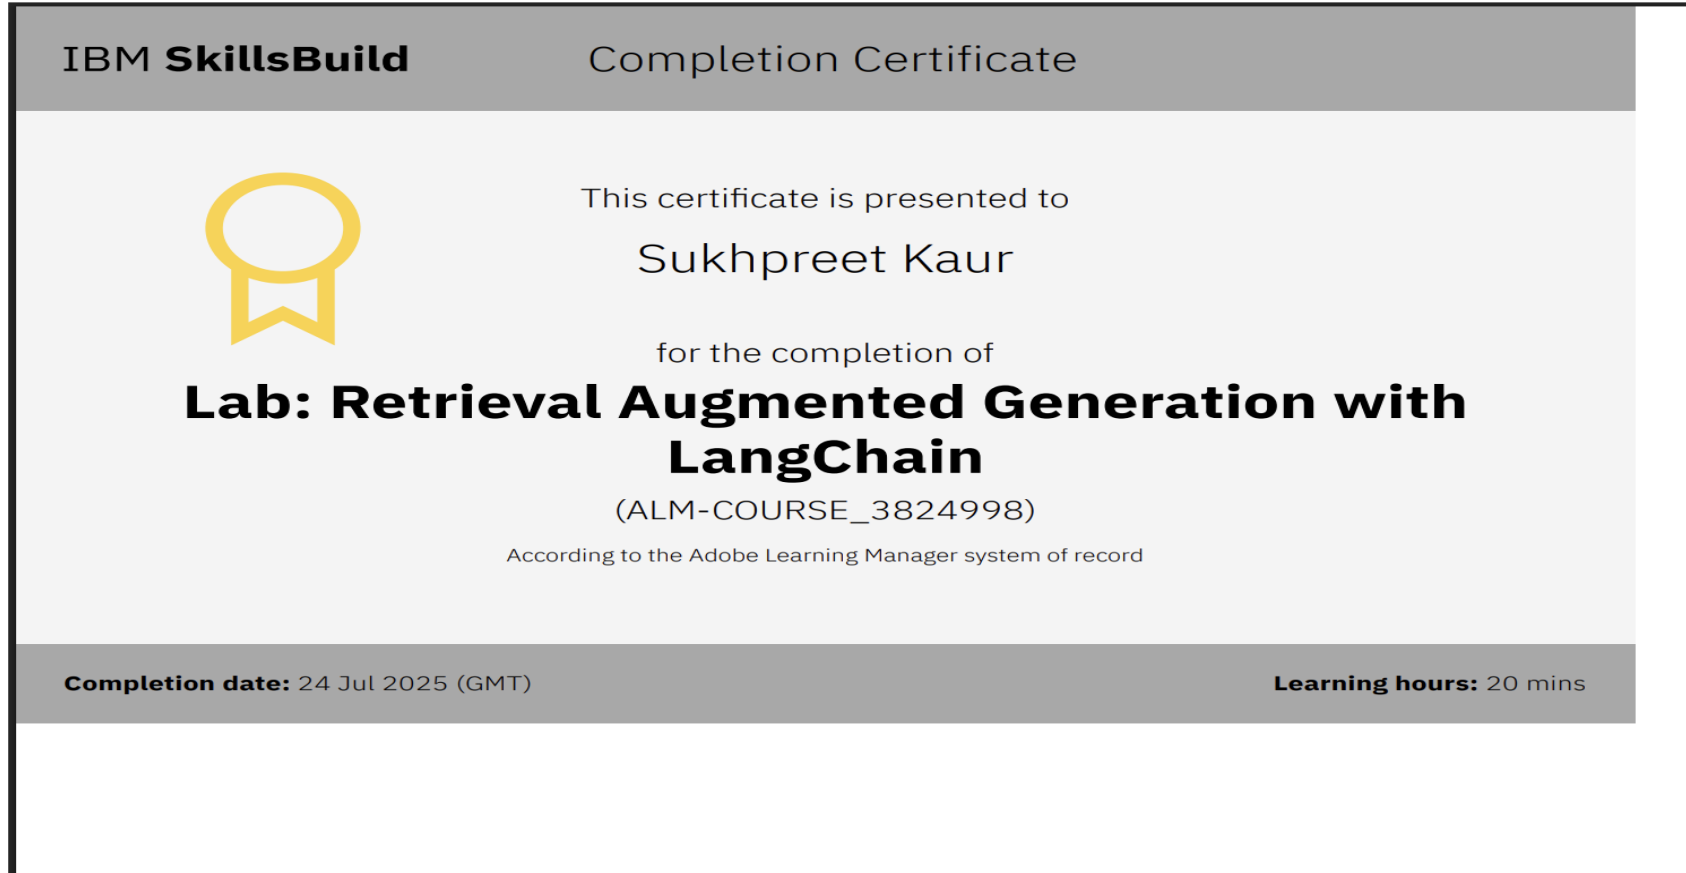 IBM SkillsBuild
Completion Certificate
This certificate is presented to
Sukhpreet Kaur
for the completion of
Lab: Retrieval Augmented Generation with
LangChain
(ALM-COURSE_3824998)
According to the Adobe Learning Manager system of record
Completion date: 24 Jul 2025 (GMT)
Learning hours: 20 mins